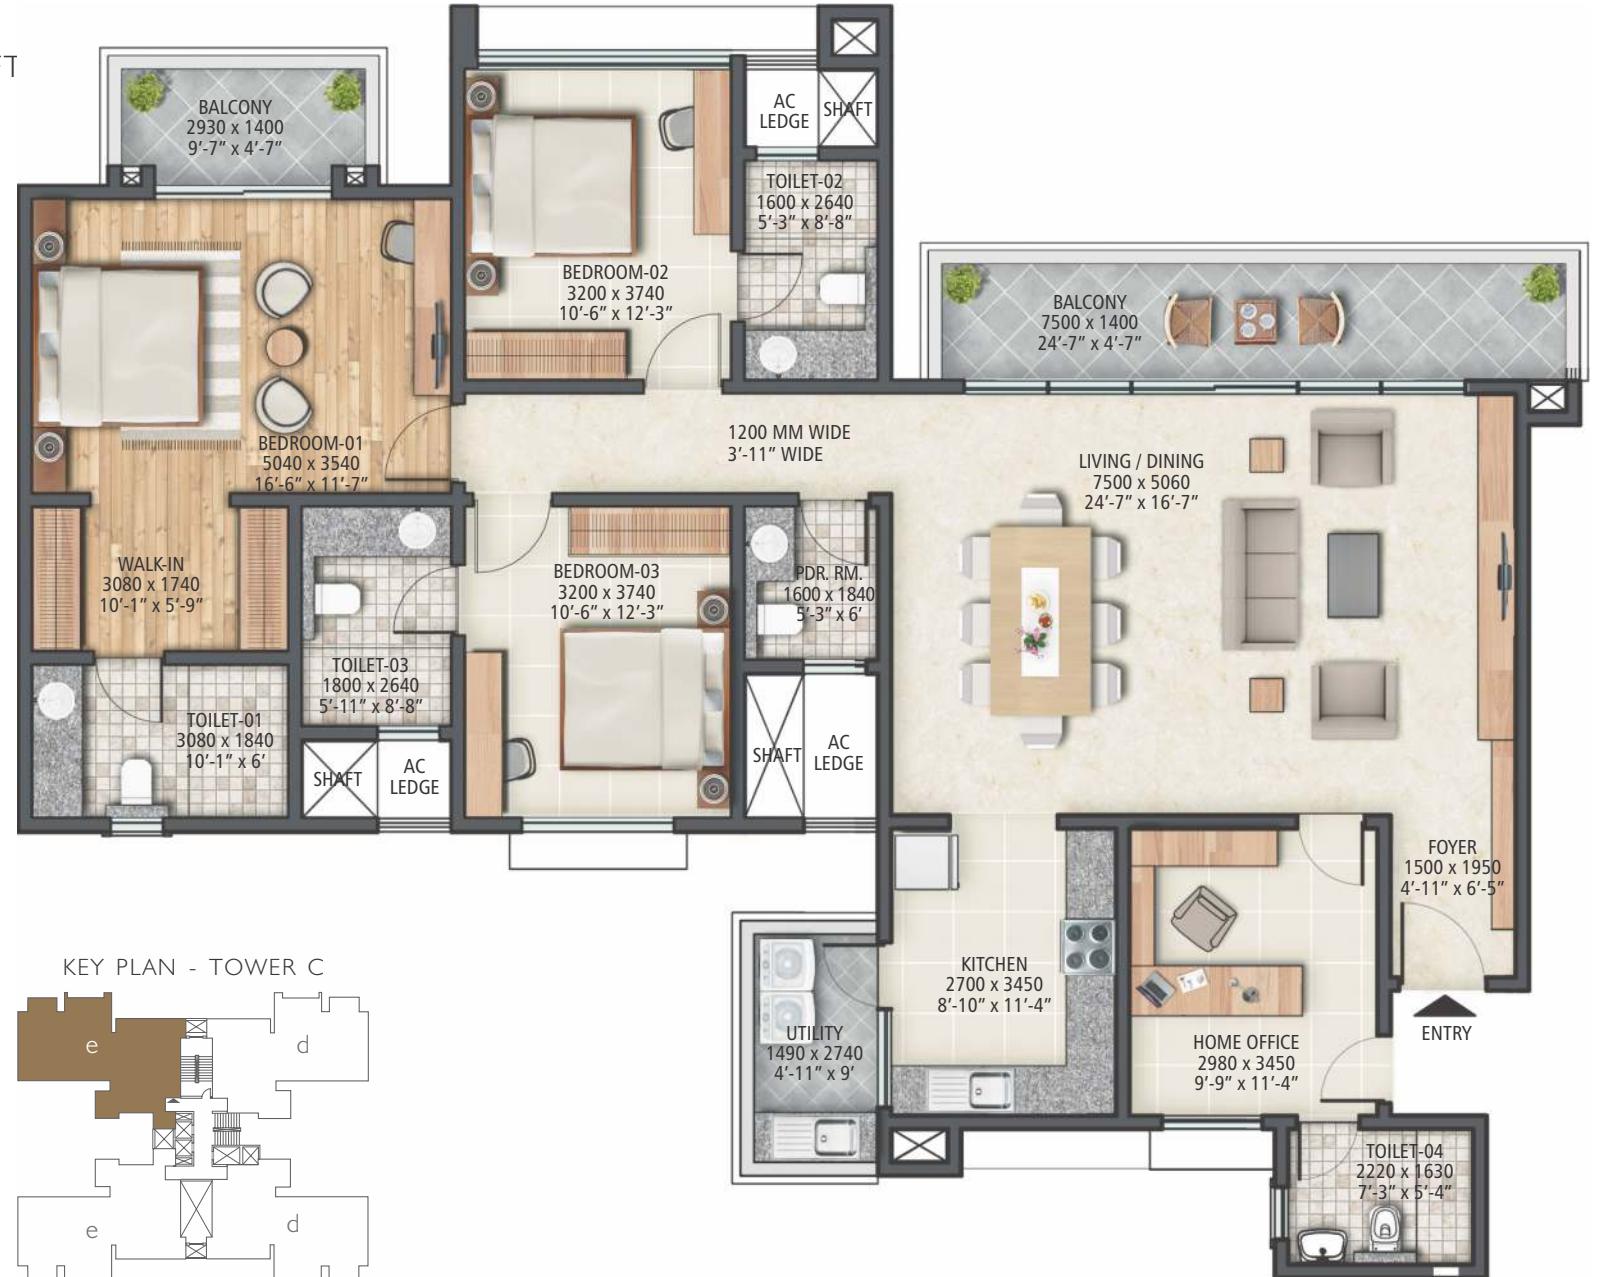 FT
BALCONY
2930 x 1400
9'-7" x 4'-7"
AC
LEDGE
SHAFT
TOILET-02
1600 x 2640
5'-3" x 8'-8"
BEDROOM-02
3200 x 3740
10'-6" x 12'-3"
BALCONY
7500 x 1400
24'-7" x 4'-7"
BEDROOM-01
5040 x 3540
16'-6" x 11'-7"
1200 MM WIDE
3'-11" WIDE
LIVING / DINING
7500 x 5060
24'-7" x 16'-7"
WALK-IN
3080 x 1740
10'-1" x 5'-9"
BEDROOM-03
3200 x 3740
10'-6" x 12'-3"
PDR. RM.
1600 x 1840
5'-3" x 6'
TOILET-03
1800 x 2640
5'-11" x 8'-8"
TOILET-01
3080 x 1840
10'-1" x 6'
SHAFT
AC
LEDGE
SHAFT
AC
LEDGE
FOYER
1500 x 1950
4'-11" x 6'-5"
KITCHEN
2700 x 3450
8'-10" x 11'-4"
UTILITY
1490 x 2740
4'-11" x 9'
HOME OFFICE
2980 x 3450
9'-9" x 11'-4"
ENTRY
TOILET-04
2220 x 1630
7'-3" x 5'-4"
KEY PLAN - TOWER C
e
d
e
d